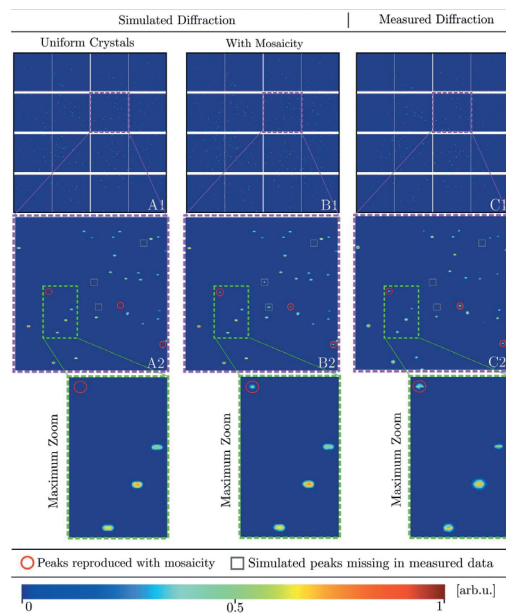 Simulated Diffraction | Measured Diffraction
Uniform Crystals With Mosaicity
A1 B1 C1
A2 B2 C2
Maximum Zoom Maximum Zoom Maximum Zoom
Peaks reproduced with mosaicity Simulated peaks missing in measured data
0 0.5 1 [arb.u.]